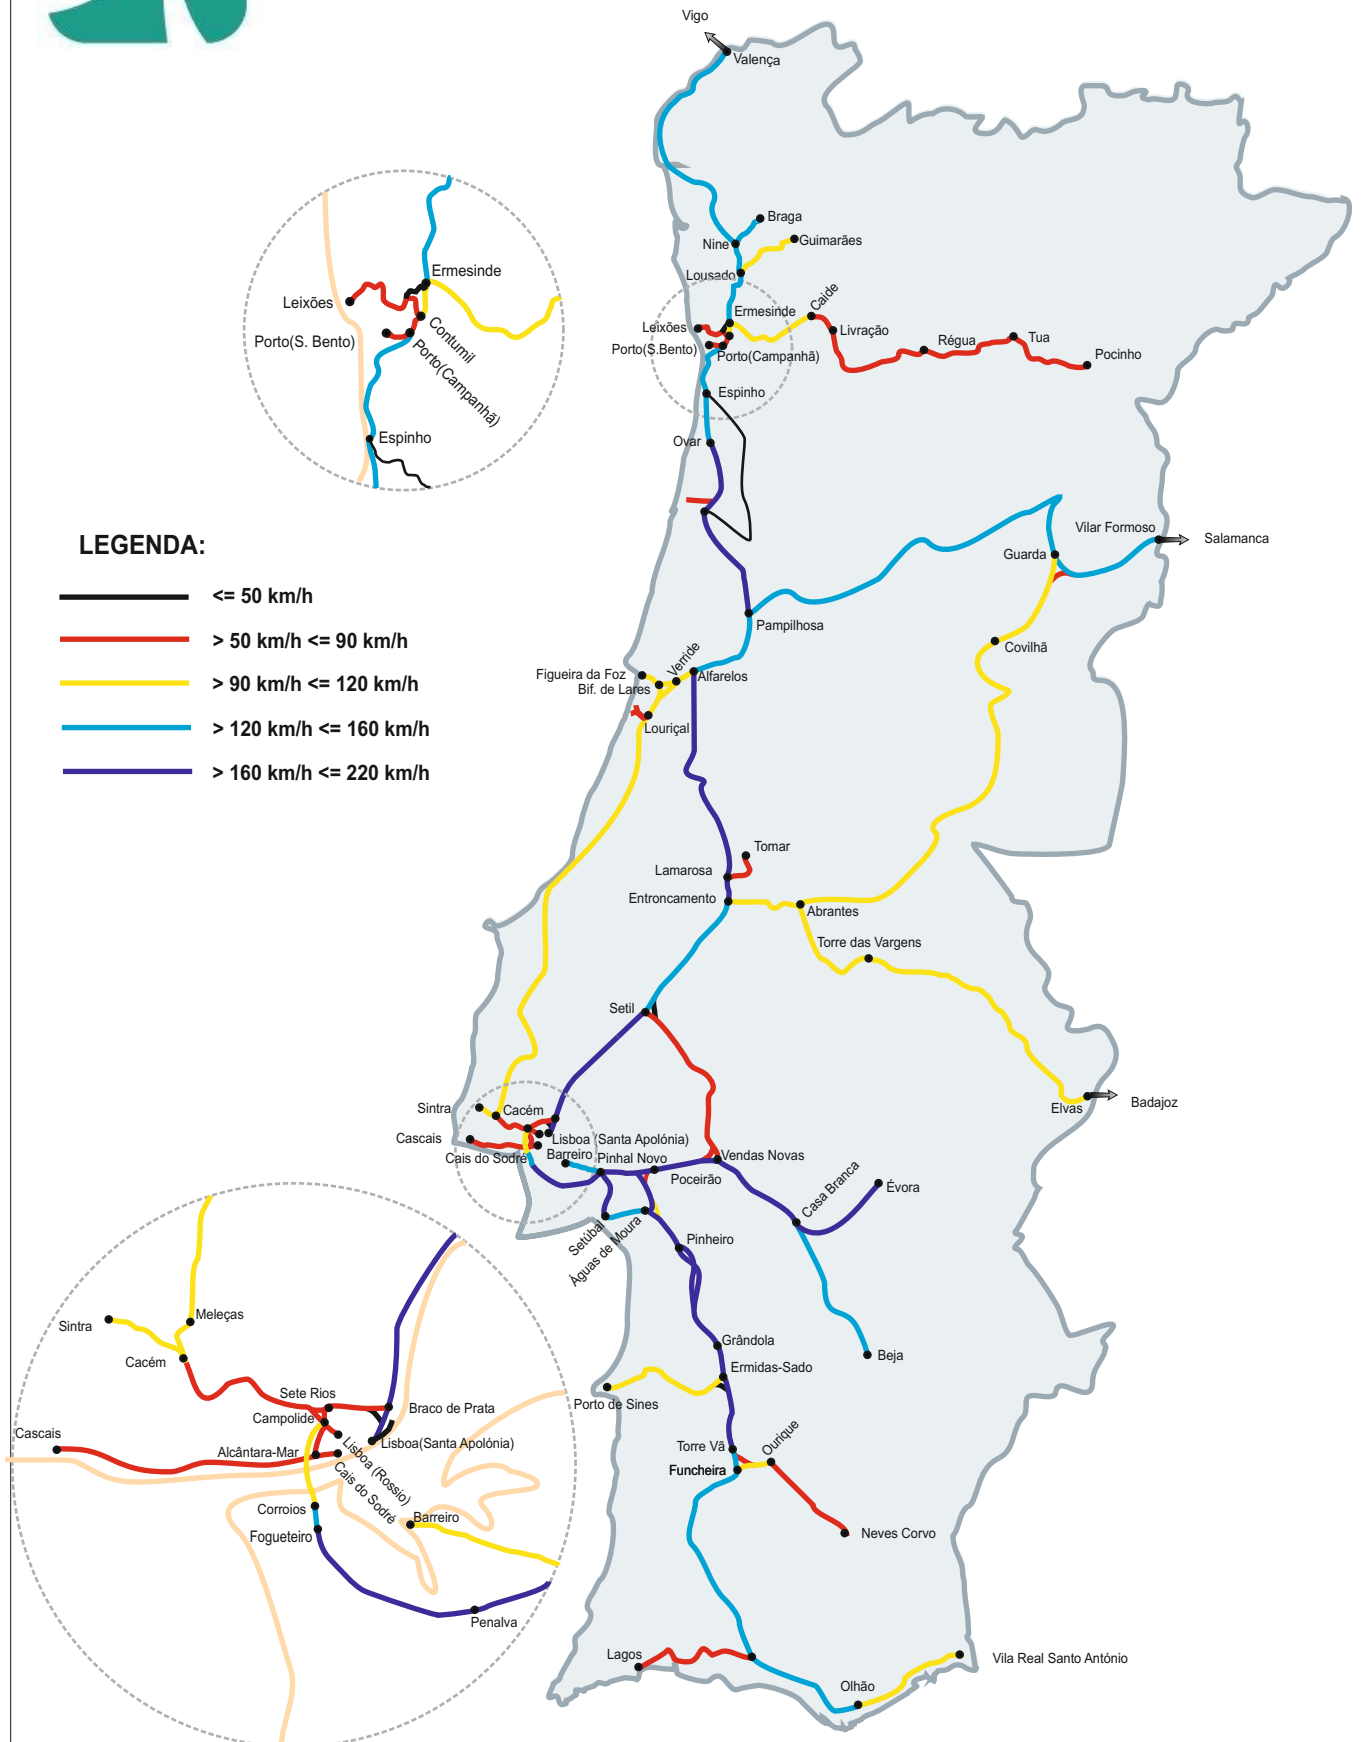 Vigo
Valença
Braga
Guimarães
Nine
Lousado
Ermesinde
Caide
Leixões
Livração
Porto(S.Bento)
Porto(Campanhã)
Régua
Tua
Pocinho
Espinho
Ovar
Ermesinde
Leixões
Contumil
Porto(S. Bento)
Porto(Campanhã)
Espinho
LEGENDA:
<= 50 km/h
> 50 km/h <= 90 km/h
> 90 km/h <= 120 km/h
> 120 km/h <= 160 km/h
> 160 km/h <= 220 km/h
Vilar Formoso
Salamanca
Guarda
Pampilhosa
Covilhã
Verride
Figueira da Foz
Alfarelos
Bif. de Lares
Louriçal
Tomar
Lamarosa
Entroncamento
Abrantes
Torre das Vargens
Setil
Elvas
Badajoz
Sintra
Cacém
Cascais
Lisboa (Santa Apolónia)
Cais do Sodré
Barreiro
Pinhal Novo
Vendas Novas
Poceirão
Casa Branca
Évora
Setúbal
Águas de Moura
Pinheiro
Grândola
Ermidas-Sado
Beja
Porto de Sines
Torre Vã
Ourique
Funcheira
Neves Corvo
Lagos
Olhão
Vila Real Santo António
Meleças
Sintra
Cacém
Sete Rios
Braco de Prata
Campolide
Cascais
Alcântara-Mar
Lisboa(Santa Apolónia)
Lisboa (Rossio)
Cais do Sodré
Corroios
Barreiro
Fogueteiro
Penalva